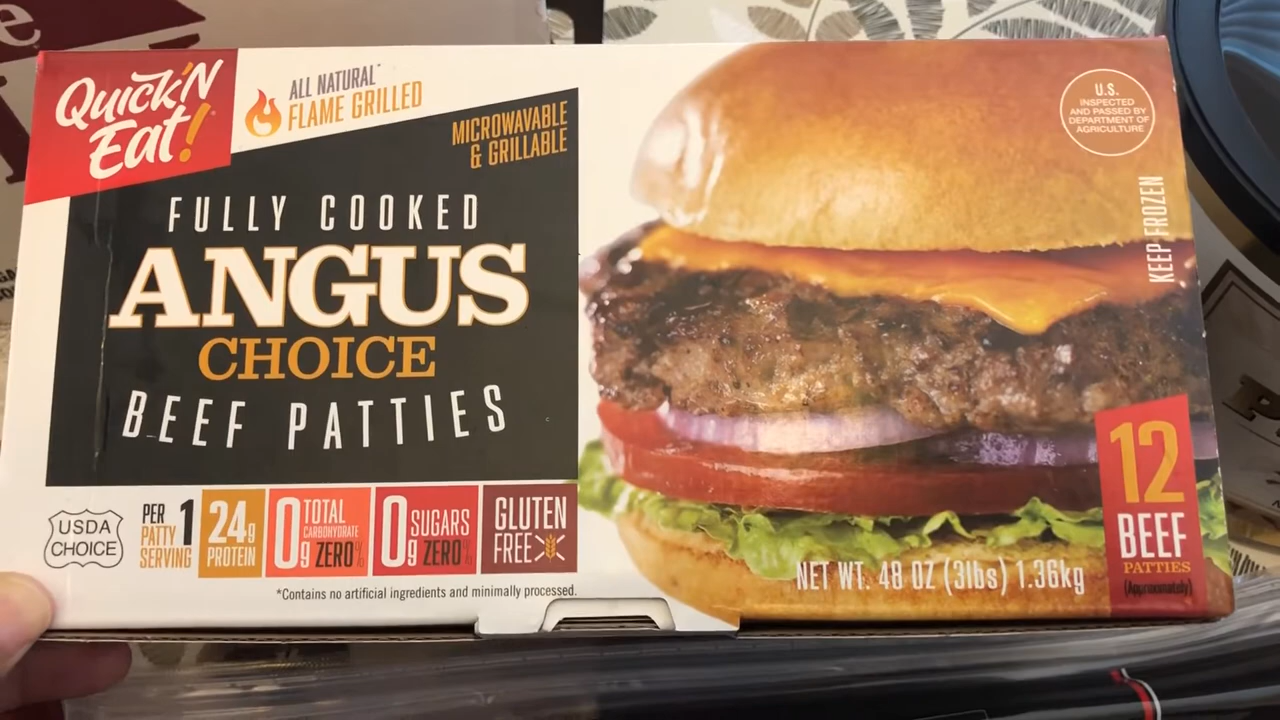 Quick'N
Eat!
ALL NATURAL*
FLAME GRILLED
MICROWAVABLE
& GRILLABLE
FULLY COOKED
ANGUS
CHOICE
BEEF PATTIES
USDA
CHOICE
PER 1
PATTY
SERVING
24g
PROTEIN
0g TOTAL
CARBOHYDRATE
ZERO%
0g SUGARS
ZERO%
GLUTEN
FREE
*Contains no artificial ingredients and minimally processed.
U.S.
INSPECTED
AND PASSED BY
DEPARTMENT OF
AGRICULTURE
KEEP FROZEN
12
BEEF
PATTIES
(Approximately)
NET WT. 48 OZ (3lbs) 1.36kg